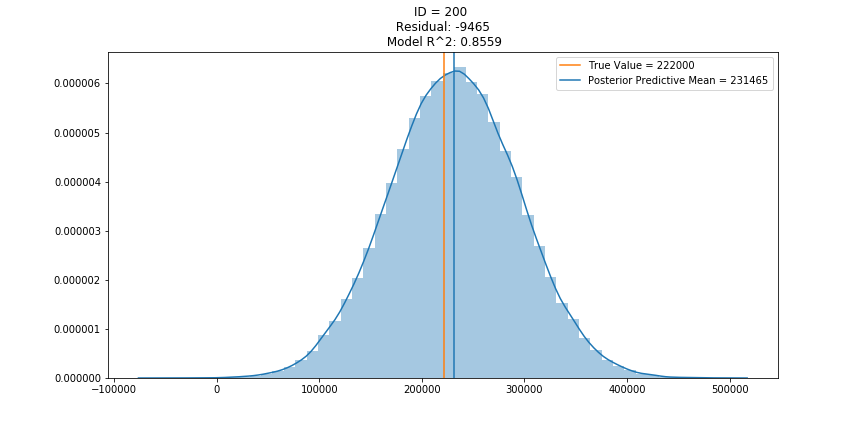 ID = 200
Residual: -9465
Model R^2: 0.8559
True Value = 222000
Posterior Predictive Mean = 231465
0.000006
0.000005
0.000004
0.000003
0.000002
0.000001
0.000000
−100000 0 100000 200000 300000 400000 500000